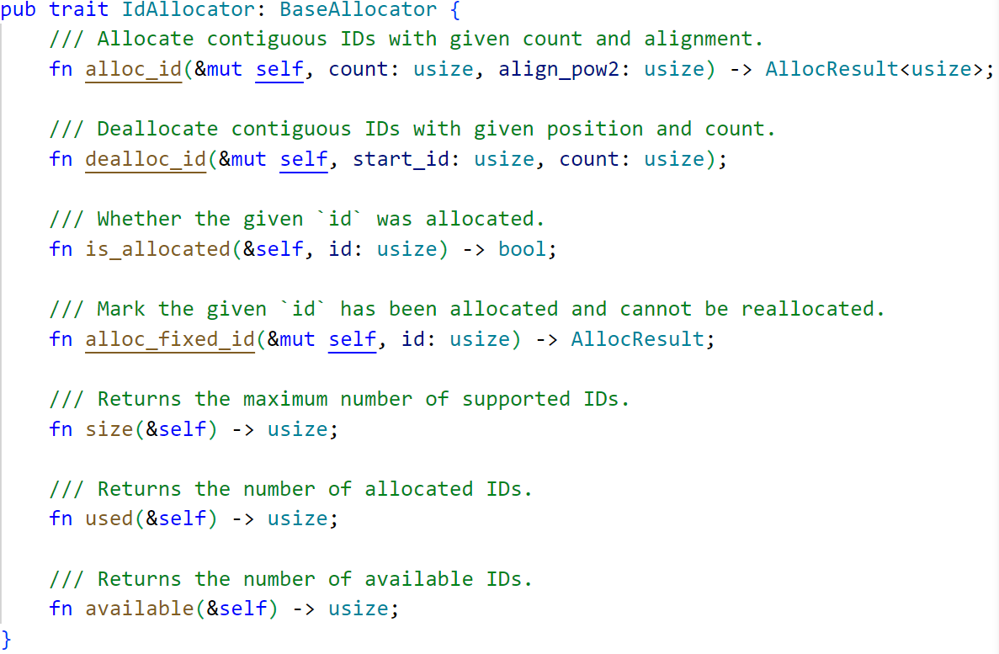 pub trait IdAllocator: BaseAllocator {
    /// Allocate contiguous IDs with given count and alignment.
    fn alloc_id(&mut self, count: usize, align_pow2: usize) -> AllocResult<usize>;

    /// Deallocate contiguous IDs with given position and count.
    fn dealloc_id(&mut self, start_id: usize, count: usize);

    /// Whether the given `id` was allocated.
    fn is_allocated(&self, id: usize) -> bool;

    /// Mark the given `id` has been allocated and cannot be reallocated.
    fn alloc_fixed_id(&mut self, id: usize) -> AllocResult;

    /// Returns the maximum number of supported IDs.
    fn size(&self) -> usize;

    /// Returns the number of allocated IDs.
    fn used(&self) -> usize;

    /// Returns the number of available IDs.
    fn available(&self) -> usize;
}